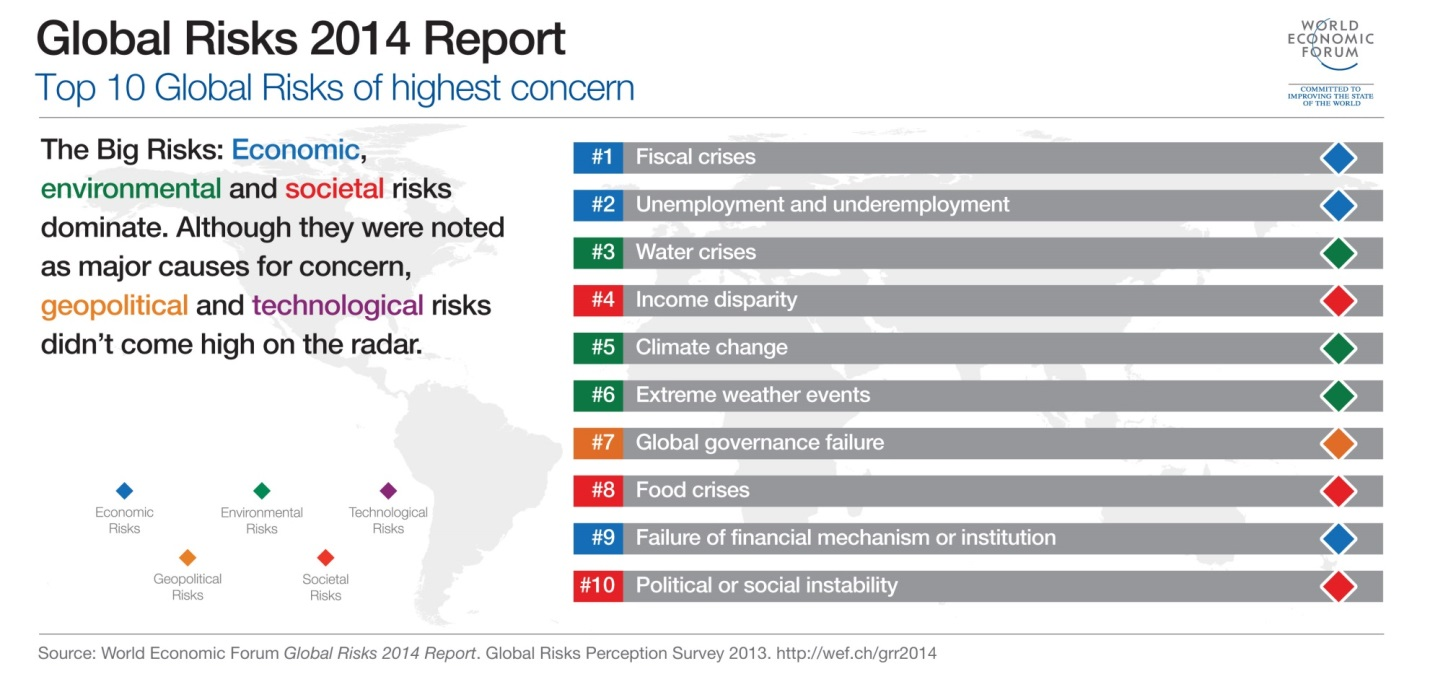 Global Risks 2014 Report
Top 10 Global Risks of highest concern
WORLD
ECONOMIC
FORUM
COMMITTED TO
IMPROVING THE STATE
OF THE WORLD
The Big Risks: Economic,
environmental and societal risks
dominate. Although they were noted
as major causes for concern,
geopolitical and technological risks
didn't come high on the radar.
Economic
Risks
Environmental
Risks
Technological
Risks
Geopolitical
Risks
Societal
Risks
#1 Fiscal crises
#2 Unemployment and underemployment
#3 Water crises
#4 Income disparity
#5 Climate change
#6 Extreme weather events
#7 Global governance failure
#8 Food crises
#9 Failure of financial mechanism or institution
#10 Political or social instability
Source: World Economic Forum Global Risks 2014 Report. Global Risks Perception Survey 2013. http://wef.ch/grr2014